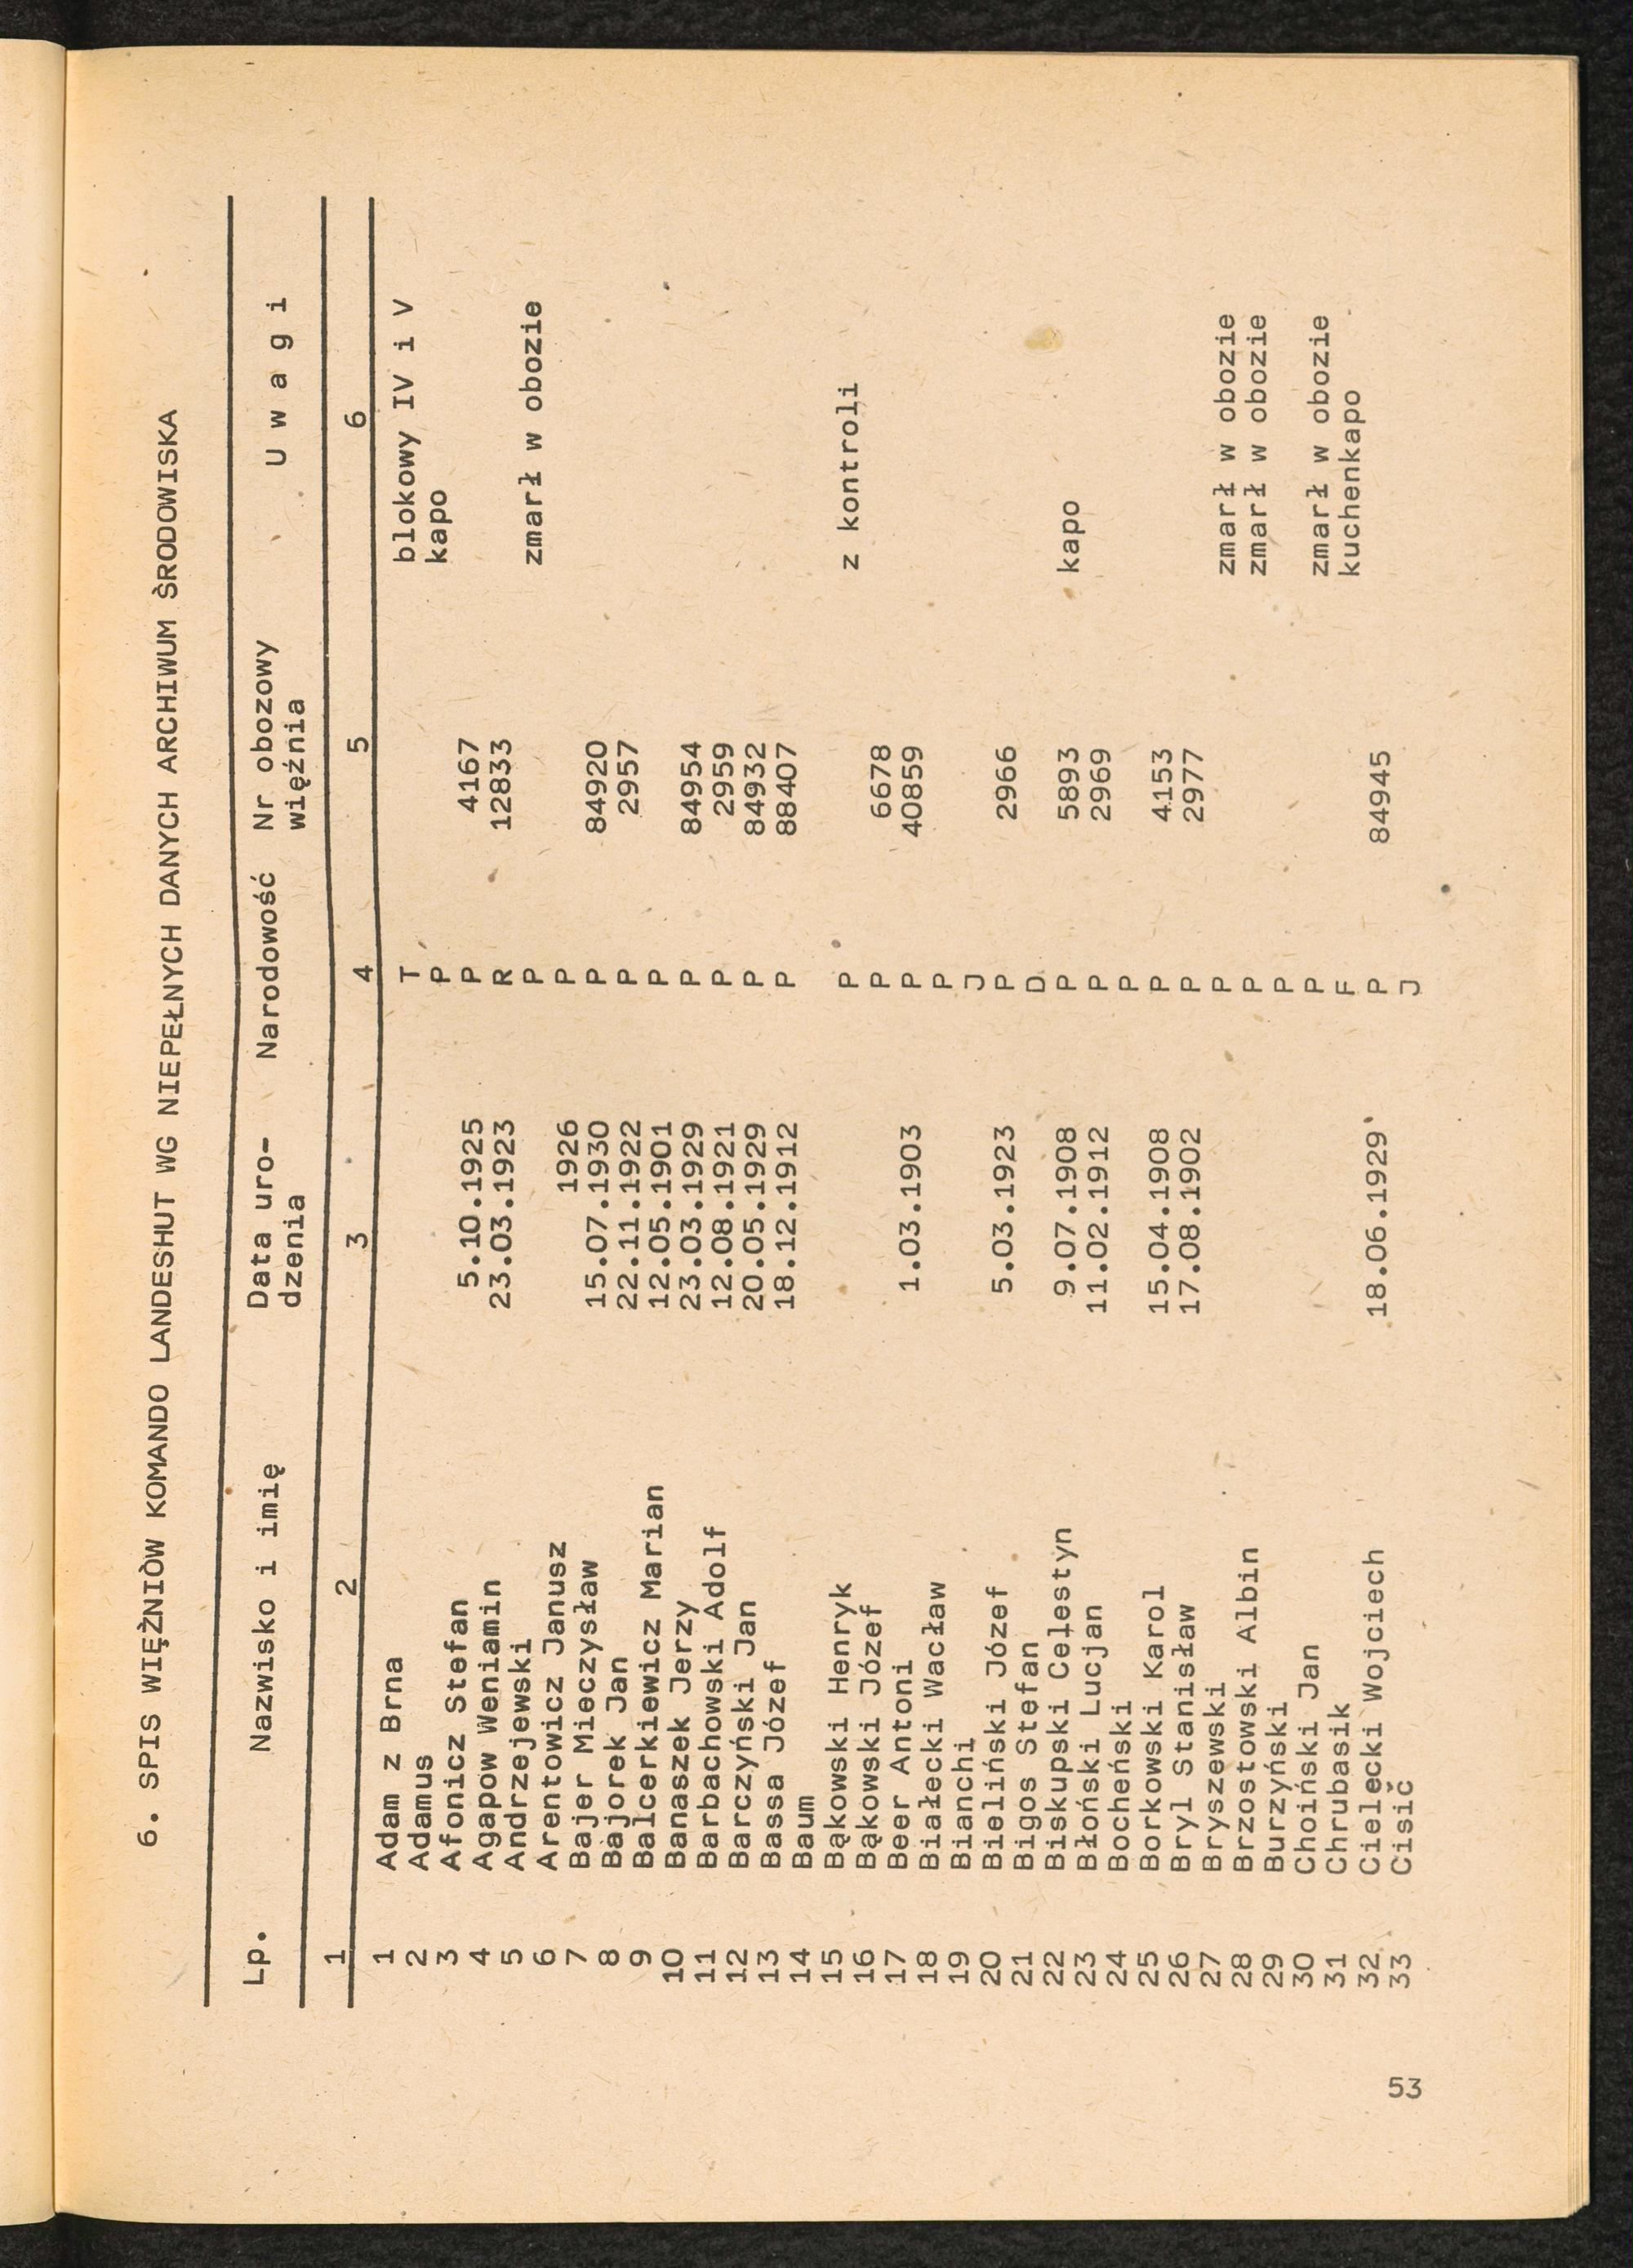 6. SPIS WIĘŹNIÓW KOMANDO LANDESHUT WG NIEPEŁNYCH DANYCH ARCHIWUM ŚRODOWISKA
Lp. Nazwisko i imię Data uro- Narodowość Nr obozowy U w a g i
dzenia więźnia
1 2 3 4 5 6
1 Adam z Brna T blokowy IV i V
2 Adamus P kapo
3 Afonicz Stefan 5.10.1925 P 4167
4 Agapow Weniamin 23.03.1923 R 12833
5 Andrzejewski P zmarł w obozie
6 Arentowicz Janusz 1926 P
7 Bajer Mieczysław 15.07.1930 P 84920
8 Bajorek Jan 22.11.1922 P 2957
9 Balcerkiewicz Marian 12.05.1901 P
10 Banaszek Jerzy 23.03.1929 P 84954
11 Barbachowski Adolf 12.08.1921 P 2959
12 Barczyński Jan 20.05.1929 P 84932
13 Bassa Józef 18.12.1912 P 88407
14 Baum
15 Bąkowski Henryk P z kontroli
16 Bąkowski Józef P 6678
17 Beer Antoni 1.03.1903 P 40859
18 Białecki Wacław P
19 Bianchi J
20 Bieliński Józef 5.03.1923 P 2966
21 Bigos Stefan D
22 Biskupski Celestyn 9.07.1908 P 5893 kapo
23 Błoński Lucjan 11.02.1912 P 2969
24 Bocheński P
25 Borkowski Karol 15.04.1908 P 4153
26 Bryl Stanisław 17.08.1902 P 2977
27 Bryszewski P zmarł w obozie
28 Brzostowski Albin P zmarł w obozie
29 Burzyński P
30 Choiński Jan P zmarł w obozie
31 Chrubasik F kuchenkapo
32 Cielecki Wojciech 18.06.1929 P 84945
33 Cisič J
53